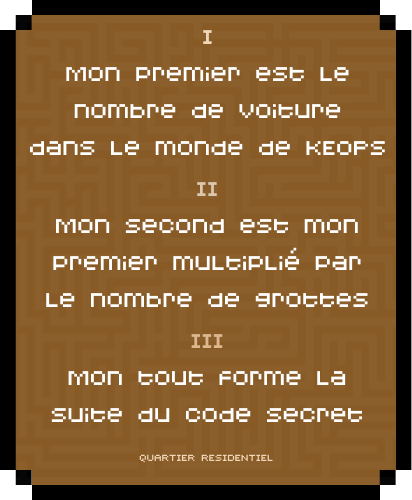 I
Mon premier est le
nombre de voiture
dans le monde de KEOPS
II
Mon second est mon
premier multiplié par
le nombre de grottes
III
Mon tout forme la
suite du code secret
QUARTIER RESIDENTIEL